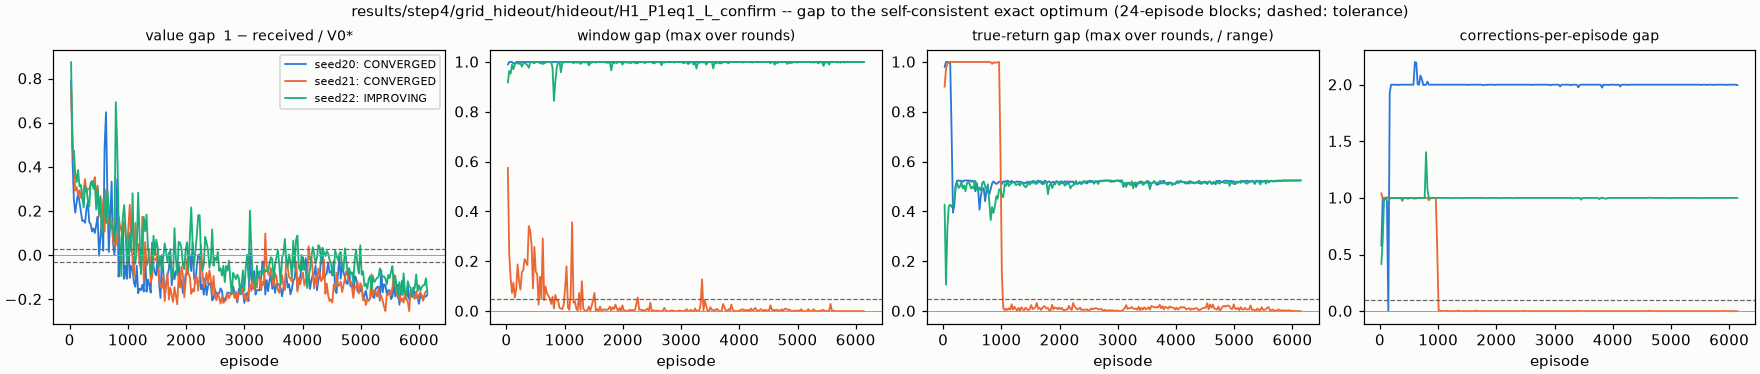 results/step4/grid_hideout/hideout/H1_P1eq1_L_confirm -- gap to the self-consistent exact optimum (24-episode blocks; dashed: tolerance)
value gap 1 − received / V0*
0.8
0.6
0.4
0.2
0.0
−0.2
seed20: CONVERGED
seed21: CONVERGED
seed22: IMPROVING
0 1000 2000 3000 4000 5000 6000
episode
window gap (max over rounds)
1.0
0.8
0.6
0.4
0.2
0.0
0 1000 2000 3000 4000 5000 6000
episode
true-return gap (max over rounds, / range)
1.0
0.8
0.6
0.4
0.2
0.0
0 1000 2000 3000 4000 5000 6000
episode
corrections-per-episode gap
2.0
1.5
1.0
0.5
0.0
0 1000 2000 3000 4000 5000 6000
episode